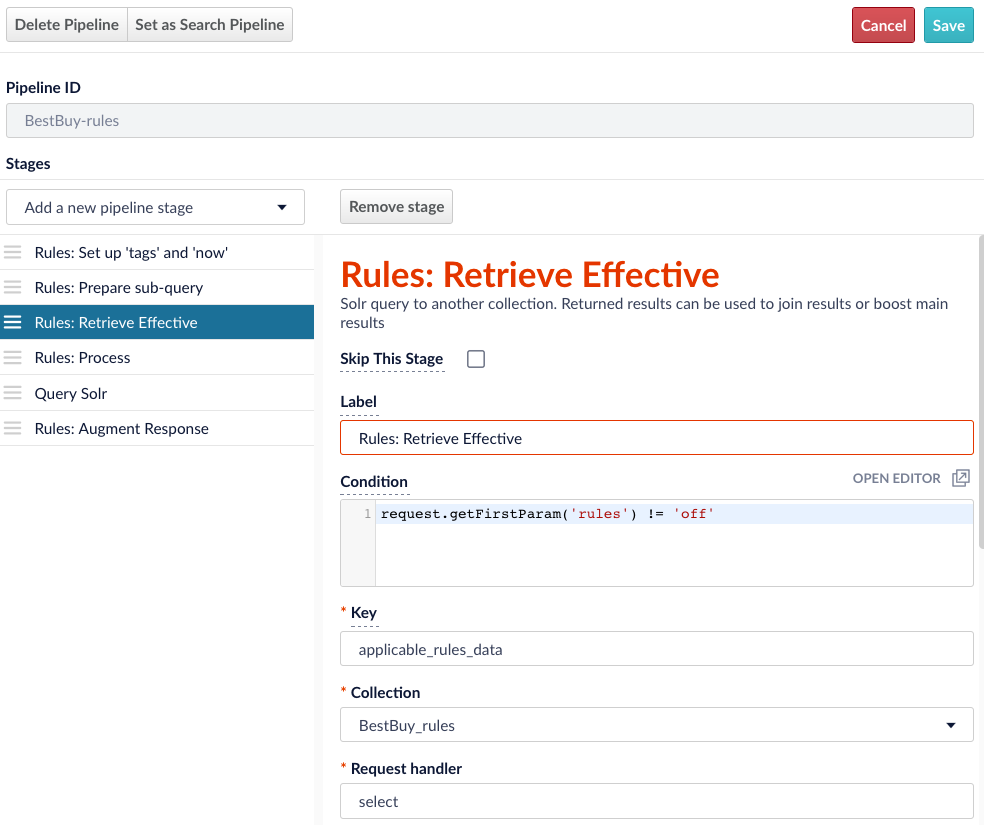 Delete Pipeline Set as Search Pipeline Cancel Save
Pipeline ID
BestBuy-rules
Stages
Add a new pipeline stage Remove stage
Rules: Set up 'tags' and 'now'
Rules: Prepare sub-query
Rules: Retrieve Effective
Rules: Process
Query Solr
Rules: Augment Response
Rules: Retrieve Effective
Solr query to another collection. Returned results can be used to join results or boost main
results
Skip This Stage
Label
Rules: Retrieve Effective
Condition OPEN EDITOR
1 request.getFirstParam('rules') != 'off'
* Key
applicable_rules_data
* Collection
BestBuy_rules
* Request handler
select